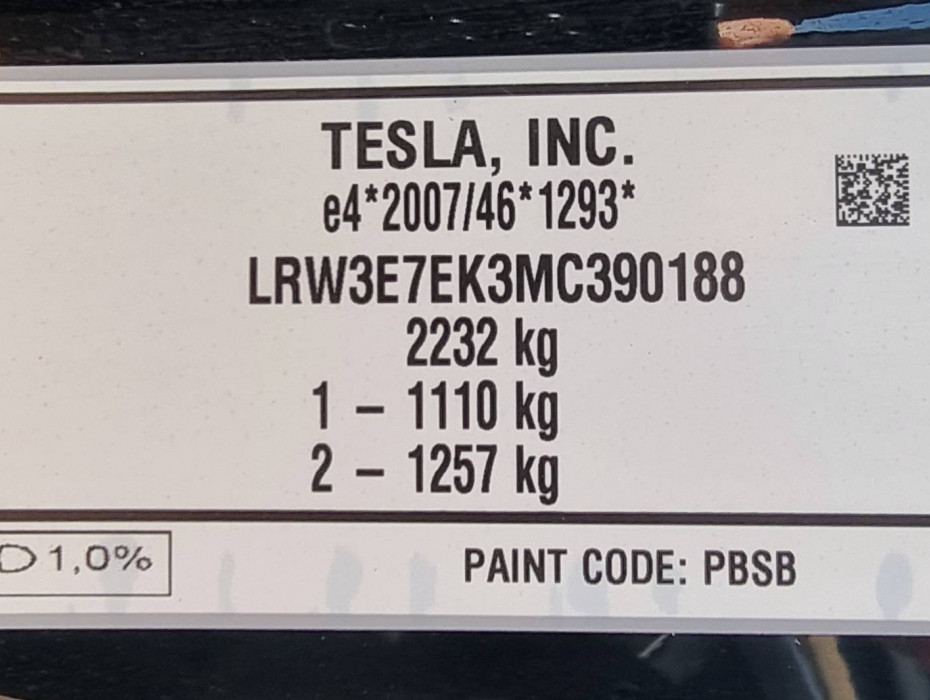 TESLA, INC.
e4*2007/46*1293*
LRW3E7EK3MC390188
2232 kg
1 – 1110 kg
2 – 1257 kg
1,0%
PAINT CODE: PBSB